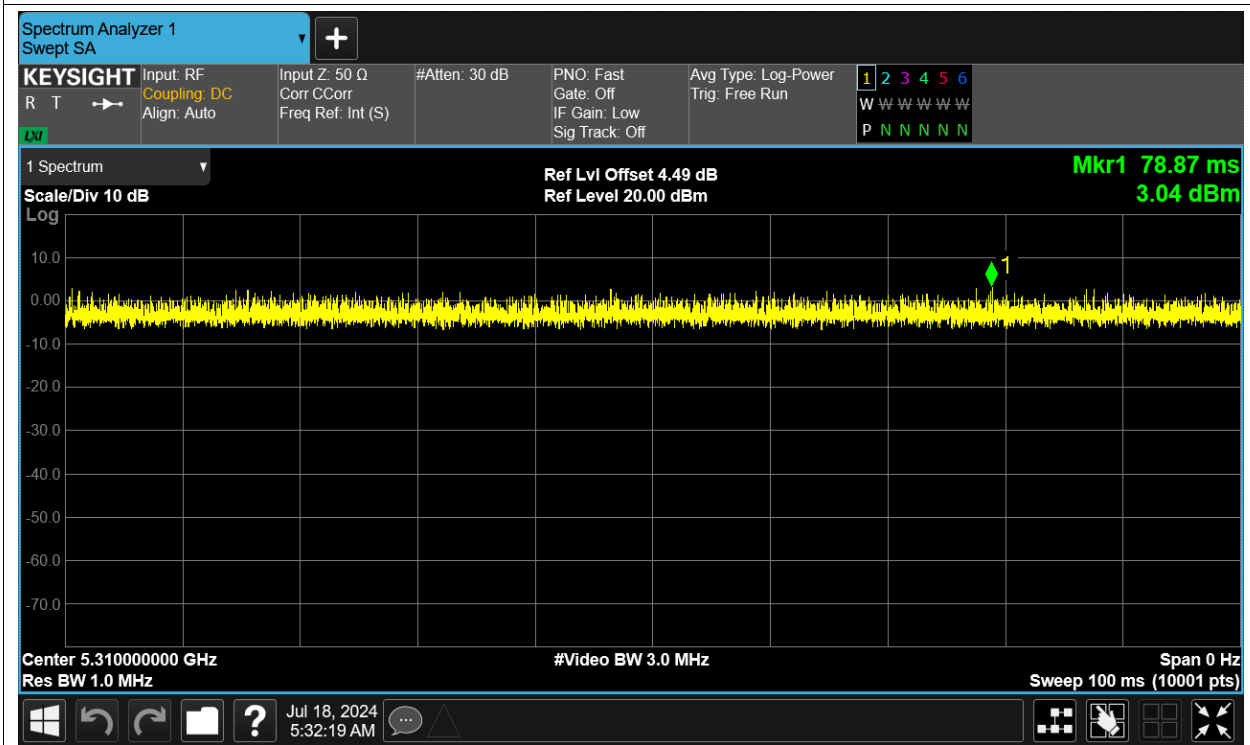 Spectrum Analyzer 1
Swept SA
KEYSIGHT
R T
LXI
Input: RF
Coupling: DC
Align: Auto
Input Z: 50 Ω
Corr CCorr
Freq Ref: Int (S)
#Atten: 30 dB
PNO: Fast
Gate: Off
IF Gain: Low
Sig Track: Off
Avg Type: Log-Power
Trig: Free Run
1 2 3 4 5 6
W W W W W W
P N N N N N
1 Spectrum
Scale/Div 10 dB
Log
Ref Lvl Offset 4.49 dB
Ref Level 20.00 dBm
Mkr1 78.87 ms
3.04 dBm
10.0
1
0.00
-10.0
-20.0
-30.0
-40.0
-50.0
-60.0
-70.0
Center 5.310000000 GHz
#Video BW 3.0 MHz
Span 0 Hz
Res BW 1.0 MHz
Sweep 100 ms (10001 pts)
?
Jul 18, 2024
5:32:19 AM